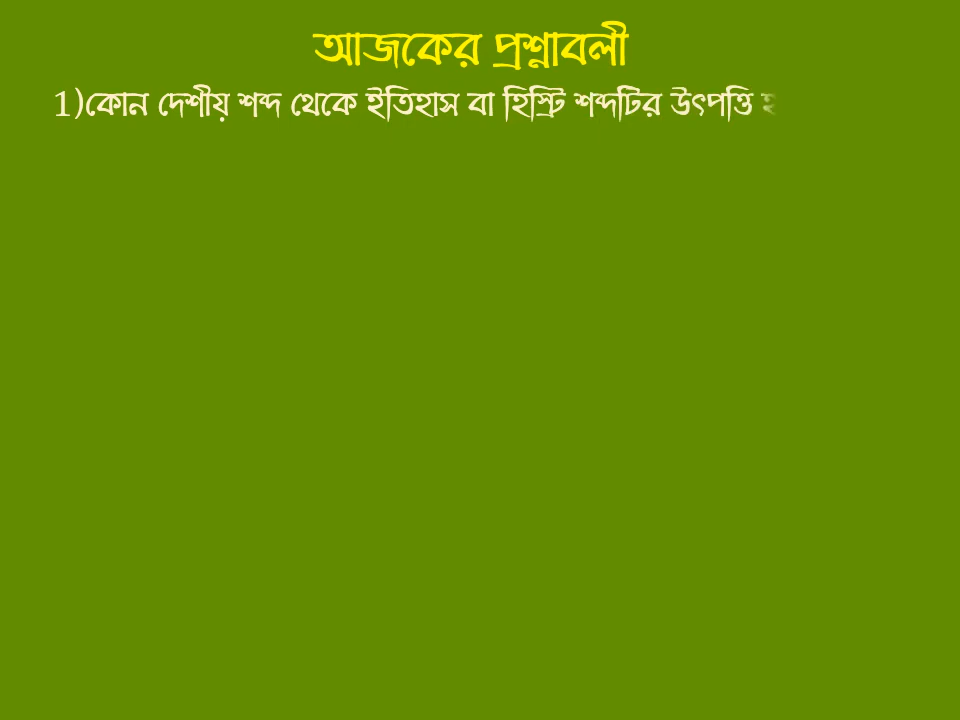 আজকের প্রশ্নাবলী
1)কোন দেশীয় শব্দ থেকে ইতিহাস বা হিস্ট্রি শব্দটির উৎপত্তি